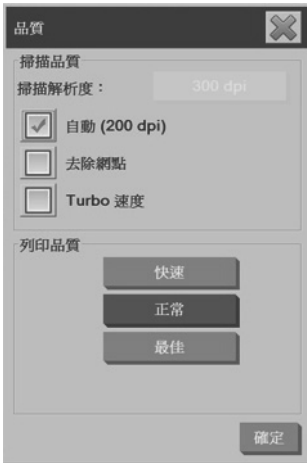 品質
掃描品質
掃描解析度：
300 dpi
自動 (200 dpi)
去除網點
Turbo 速度
列印品質
快速
正常
最佳
確定